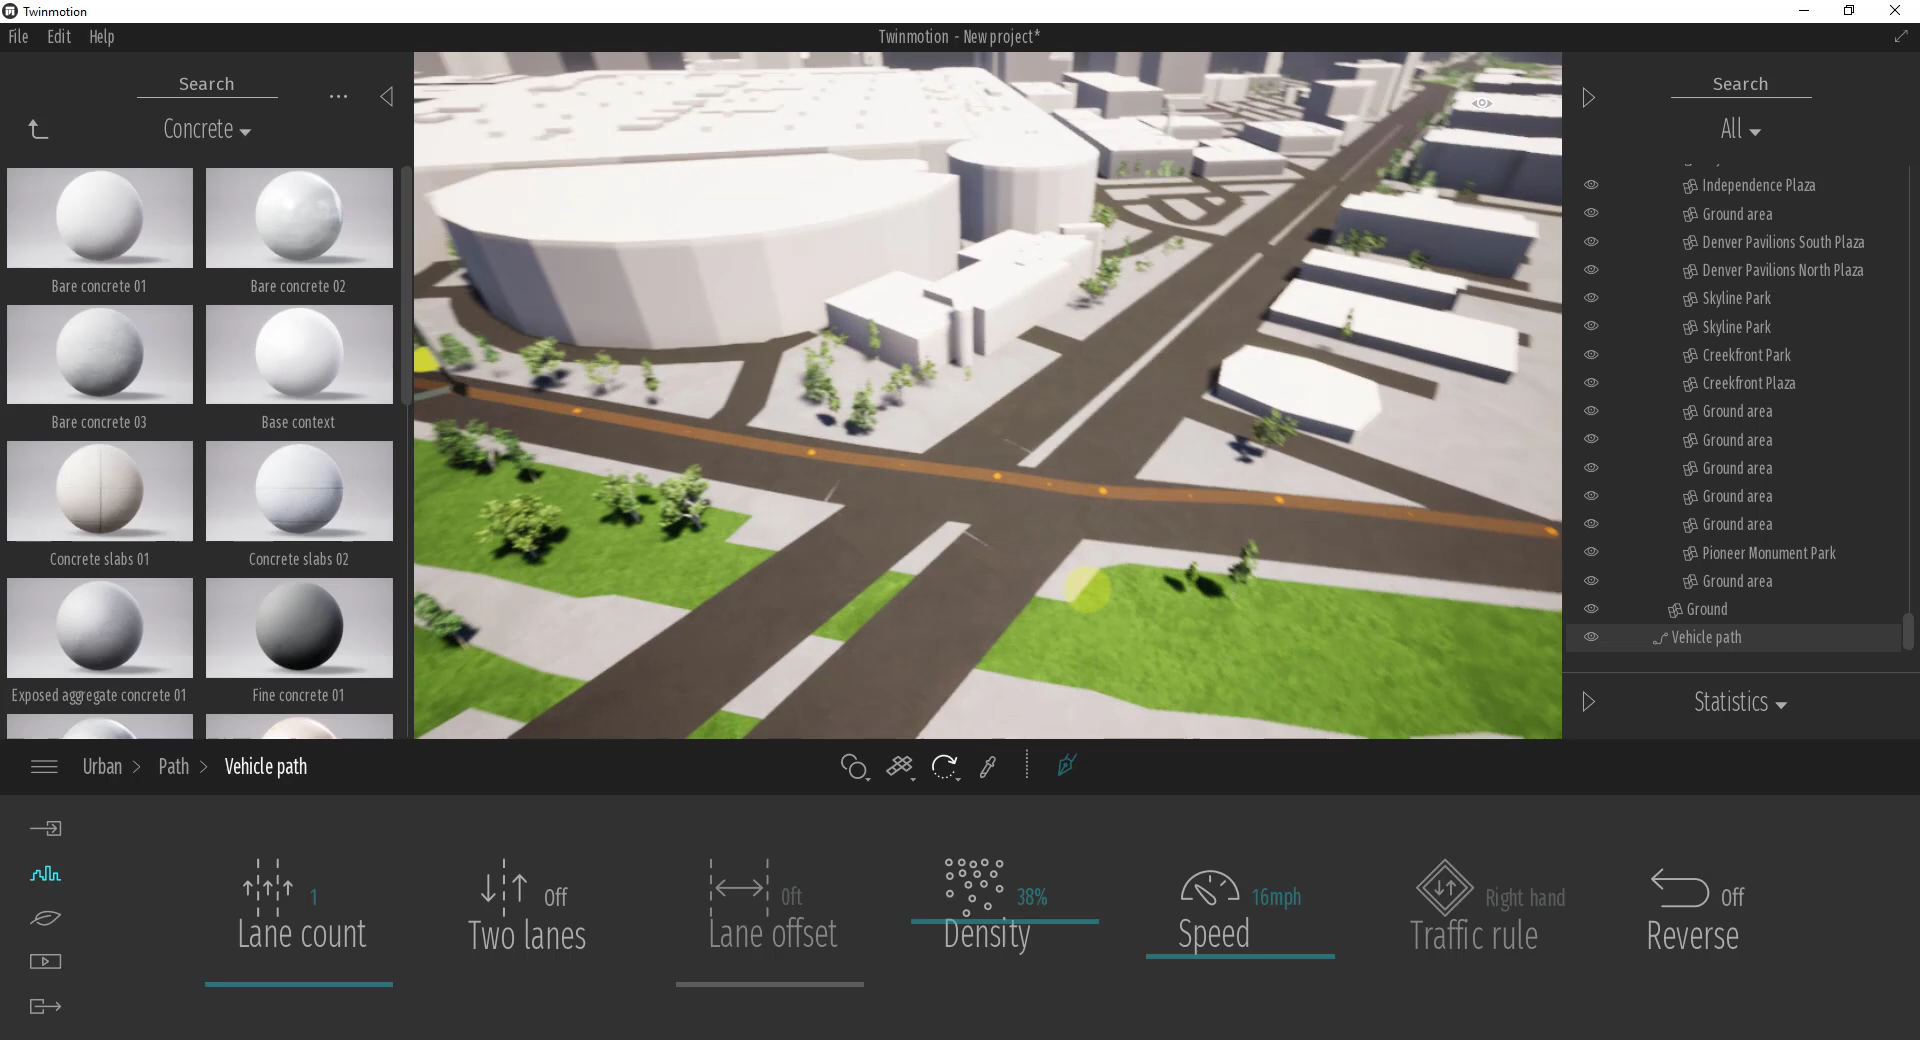 Twinmotion
File Edit Help
Twinmotion - New project*
Search
...
Concrete
Bare concrete 01
Bare concrete 02
Bare concrete 03
Base context
Concrete slabs 01
Concrete slabs 02
Exposed aggregate concrete 01
Fine concrete 01
Search
All
Independence Plaza
Ground area
Denver Pavilions South Plaza
Denver Pavilions North Plaza
Skyline Park
Skyline Park
Creekfront Park
Creekfront Plaza
Ground area
Ground area
Ground area
Ground area
Ground area
Pioneer Monument Park
Ground area
Ground
Vehicle path
Statistics
Urban > Path > Vehicle path
1
Lane count
Off
Two lanes
0ft
Lane offset
38%
Density
16mph
Speed
Right hand
Traffic rule
Off
Reverse